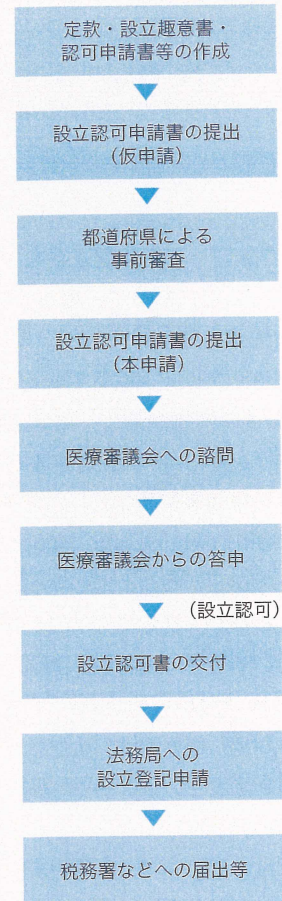 定款・設立趣意書・
認可申請書等の作成
設立認可申請書の提出
(仮申請)
都道府県による
事前審査
設立認可申請書の提出
(本申請)
医療審議会への諮問
医療審議会からの答申
(設立認可)
設立認可書の交付
法務局への
設立登記申請
税務署などへの届出等